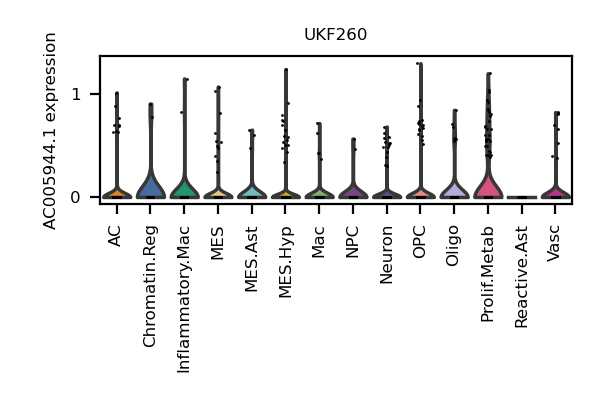 UKF260
AC005944.1 expression
1
0
AC
Chromatin.Reg
Inflammatory.Mac
MES
MES.Ast
MES.Hyp
Mac
NPC
Neuron
OPC
Oligo
Prolif.Metab
Reactive.Ast
Vasc